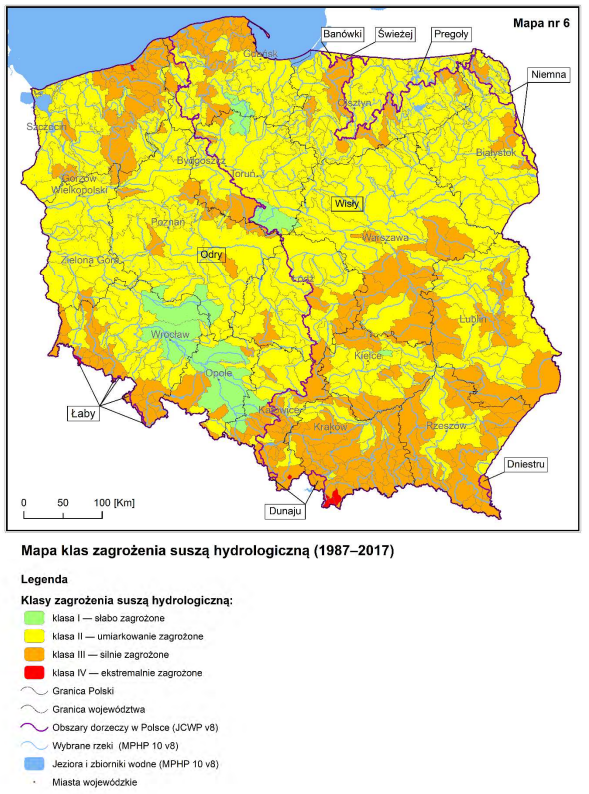 Mapa nr 6
Banówki
Świeżej
Pregoły
Gdańsk
Niemna
Olsztyn
Szczecin
Białystok
Bydgoszcz
Toruń
Gorzów
Wielkopolski
Wisły
Poznań
Warszawa
Odry
Zielona Góra
Łódź
Lublin
Wrocław
Kielce
Opole
Łaby
Katowice
Kraków
Rzeszów
Dniestru
Dunaju
0 50 100 [Km]
Mapa klas zagrożenia suszą hydrologiczną (1987–2017)
Legenda
Klasy zagrożenia suszą hydrologiczną:
klasa I — słabo zagrożone
klasa II — umiarkowanie zagrożone
klasa III — silnie zagrożone
klasa IV — ekstremalnie zagrożone
Granica Polski
Granica województwa
Obszary dorzeczy w Polsce (JCWP v8)
Wybrane rzeki (MPHP 10 v8)
Jeziora i zbiorniki wodne (MPHP 10 v8)
Miasta wojewódzkie